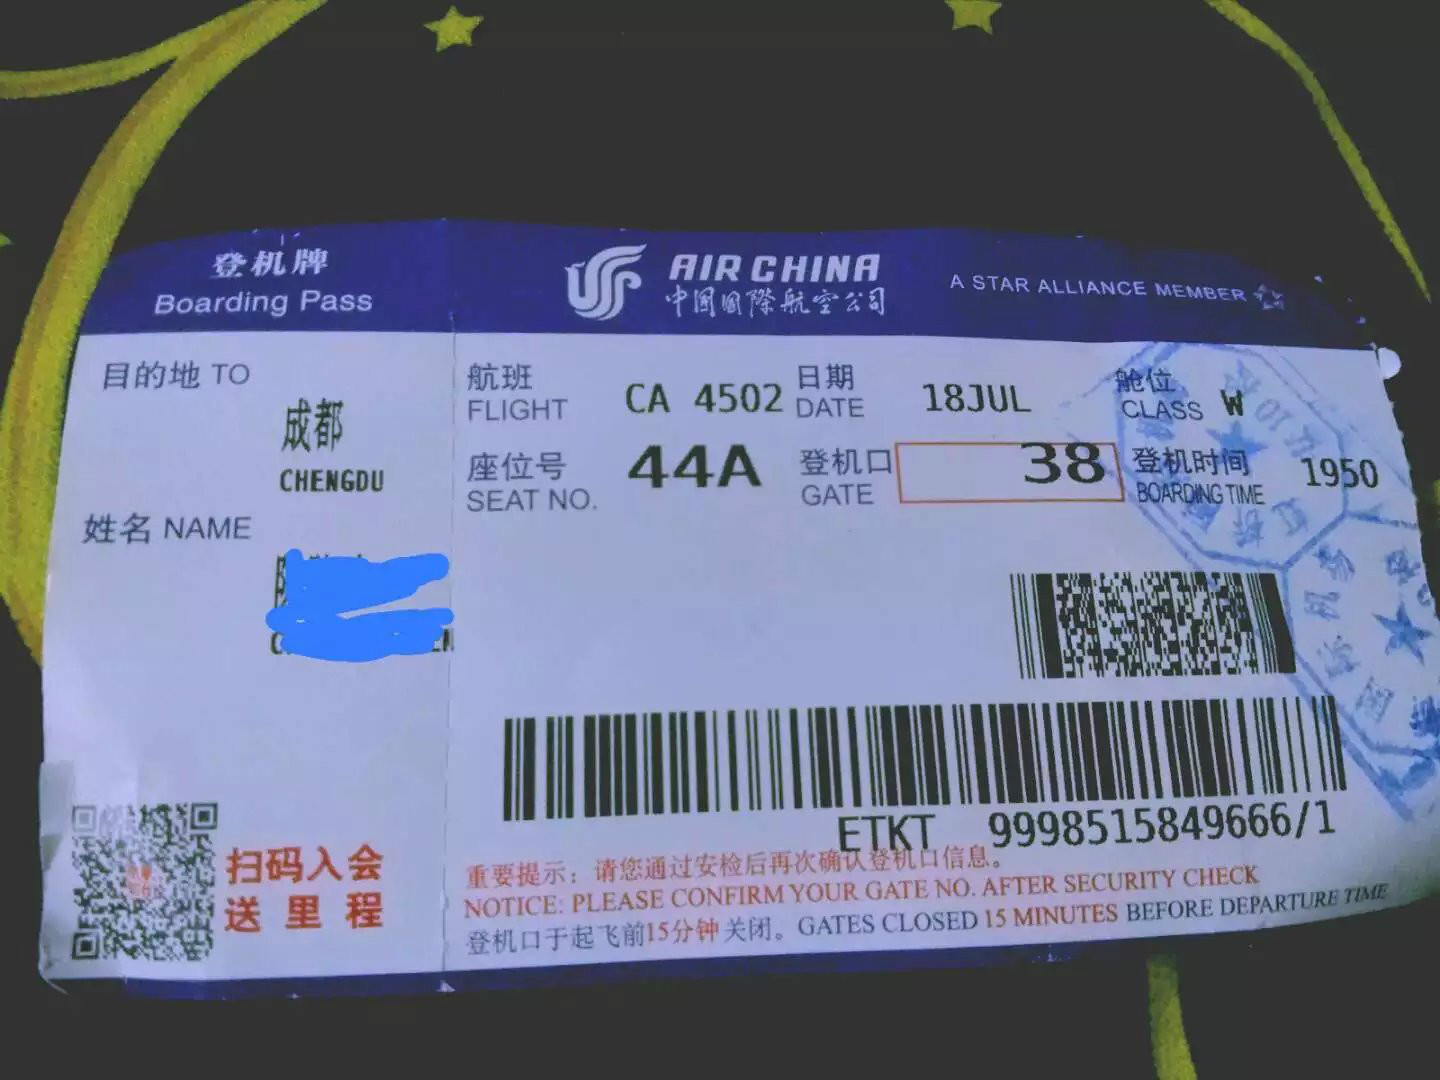 登机牌
Boarding Pass
AIR CHINA
中国国際航空公司
A STAR ALLIANCE MEMBER
目的地 TO
成都
CHENGDU
姓名 NAME
航班 FLIGHT CA 4502 日期 DATE 18JUL 舱位 CLASS W
座位号 SEAT NO. 44A 登机口 GATE 38 登机时间 BOARDING TIME 1950
ETKT 9998515849666/1
扫码入会
送里程
重要提示：请您通过安检后再次确认登机口信息。
NOTICE: PLEASE CONFIRM YOUR GATE NO. AFTER SECURITY CHECK
登机口于起飞前15分钟关闭。GATES CLOSED 15 MINUTES BEFORE DEPARTURE TIME